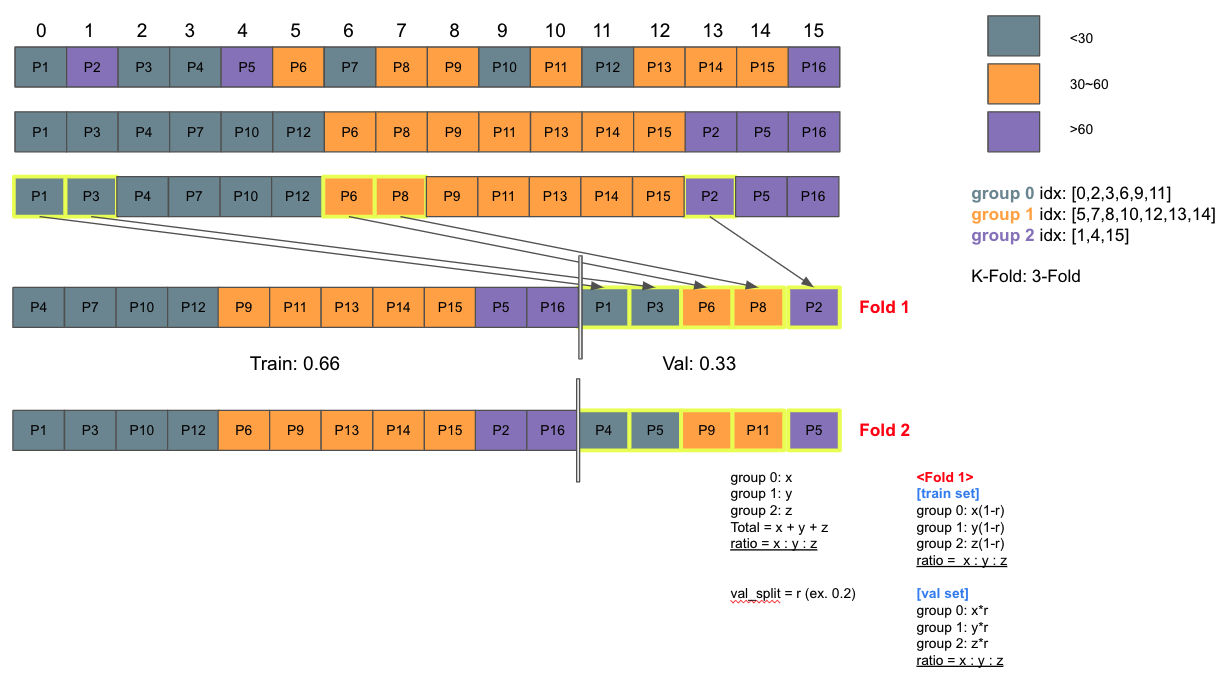 0 1 2 3 4 5 6 7 8 9 10 11 12 13 14 15
P1 P2 P3 P4 P5 P6 P7 P8 P9 P10 P11 P12 P13 P14 P15 P16
<30
30~60
>60
P1 P3 P4 P7 P10 P12 P6 P8 P9 P11 P13 P14 P15 P2 P5 P16
P1 P3 P4 P7 P10 P12 P6 P8 P9 P11 P13 P14 P15 P2 P5 P16
group 0 idx: [0,2,3,6,9,11]
group 1 idx: [5,7,8,10,12,13,14]
group 2 idx: [1,4,15]
K-Fold: 3-Fold
P4 P7 P10 P12 P9 P11 P13 P14 P15 P5 P16 P1 P3 P6 P8 P2 Fold 1
Train: 0.66 Val: 0.33
P1 P3 P10 P12 P6 P9 P13 P14 P15 P2 P16 P4 P5 P9 P11 P5 Fold 2
group 0: x
group 1: y
group 2: z
Total = x + y + z
ratio = x : y : z
val_split = r (ex. 0.2)
<Fold 1>
[train set]
group 0: x(1-r)
group 1: y(1-r)
group 2: z(1-r)
ratio =  x : y : z
[val set]
group 0: x*r
group 1: y*r
group 2: z*r
ratio = x : y : z